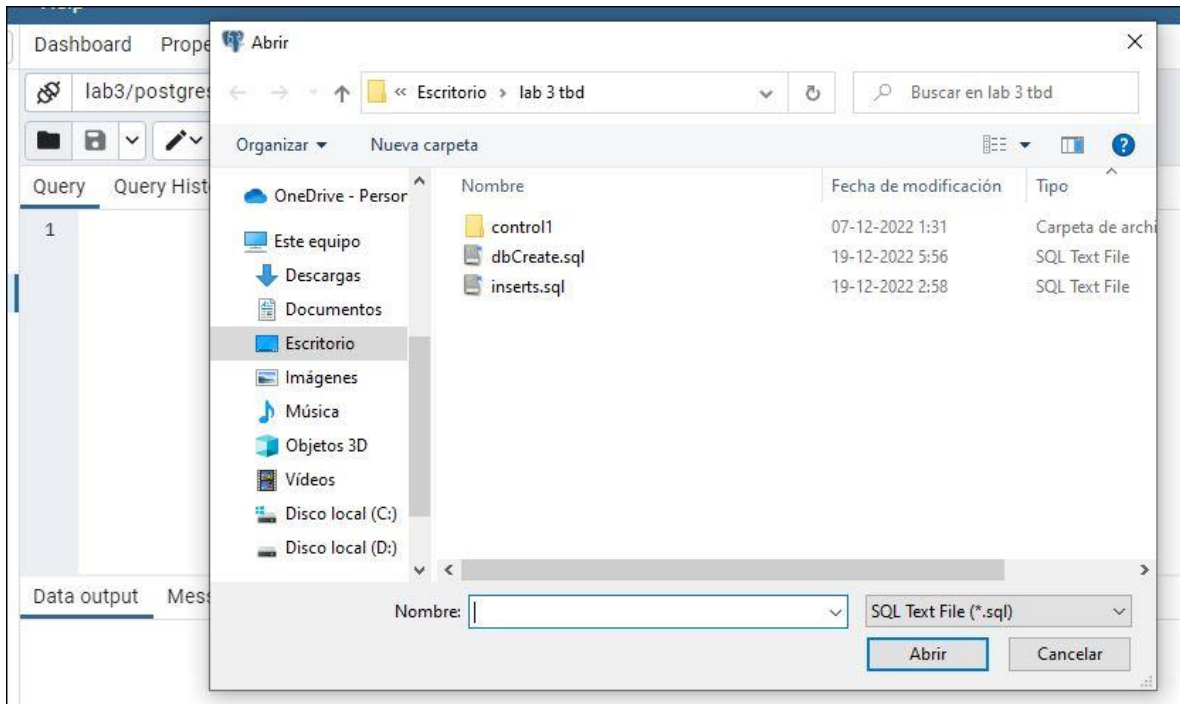 Help
Dashboard Prope
Abrir
lab3/postgres
« Escritorio › lab 3 tbd
Buscar en lab 3 tbd
Organizar
Nueva carpeta
?
Query
Query Hist
1
OneDrive - Person
Este equipo
Descargas
Documentos
Escritorio
Imágenes
Música
Objetos 3D
Vídeos
Disco local (C:)
Disco local (D:)
Nombre
Fecha de modificación
Tipo
control1
07-12-2022 1:31
Carpeta de archi
dbCreate.sql
19-12-2022 5:56
SQL Text File
inserts.sql
19-12-2022 2:58
SQL Text File
Data output
Mess
Nombre:
SQL Text File (*.sql)
Abrir
Cancelar